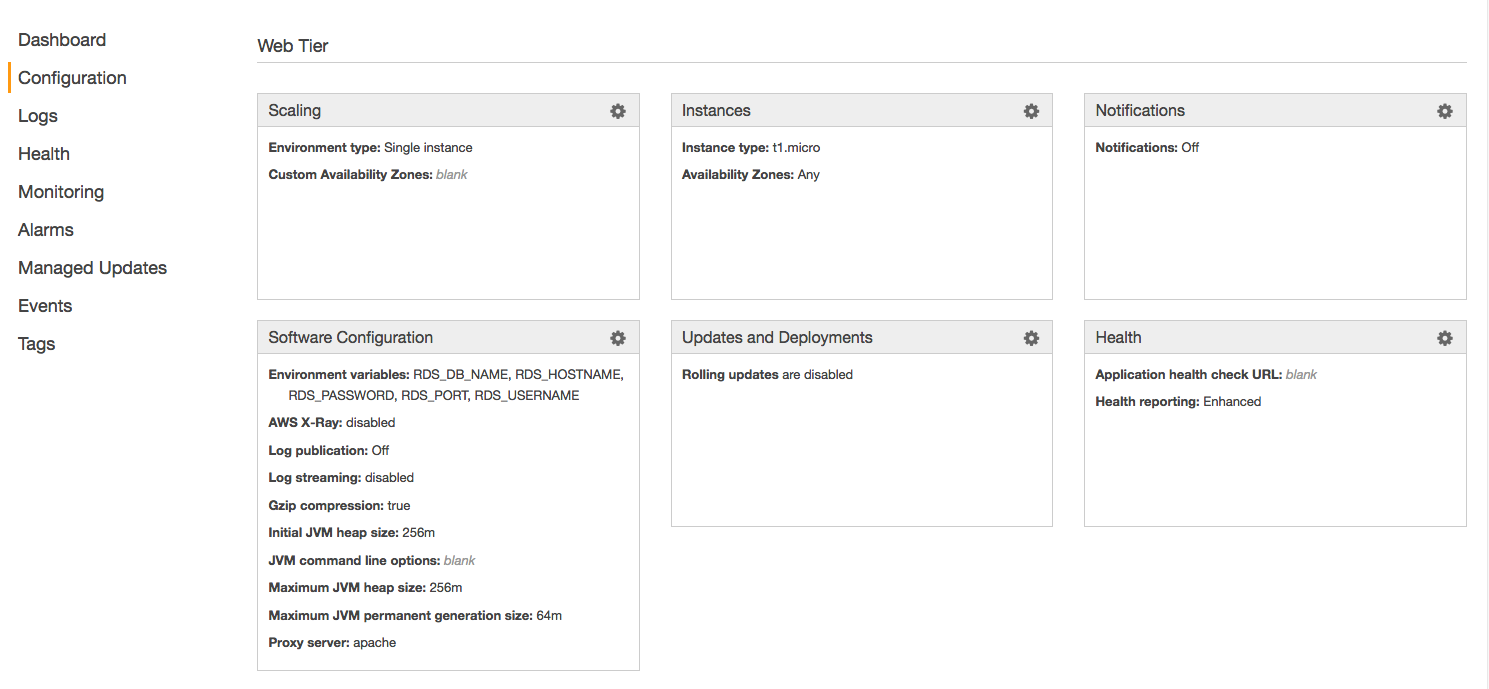 Dashboard
Configuration
Logs
Health
Monitoring
Alarms
Managed Updates
Events
Tags
Web Tier
Scaling
Environment type: Single instance
Custom Availability Zones: blank
Instances
Instance type: t1.micro
Availability Zones: Any
Notifications
Notifications: Off
Software Configuration
Environment variables: RDS_DB_NAME, RDS_HOSTNAME,
RDS_PASSWORD, RDS_PORT, RDS_USERNAME
AWS X-Ray: disabled
Log publication: Off
Log streaming: disabled
Gzip compression: true
Initial JVM heap size: 256m
JVM command line options: blank
Maximum JVM heap size: 256m
Maximum JVM permanent generation size: 64m
Proxy server: apache
Updates and Deployments
Rolling updates are disabled
Health
Application health check URL: blank
Health reporting: Enhanced